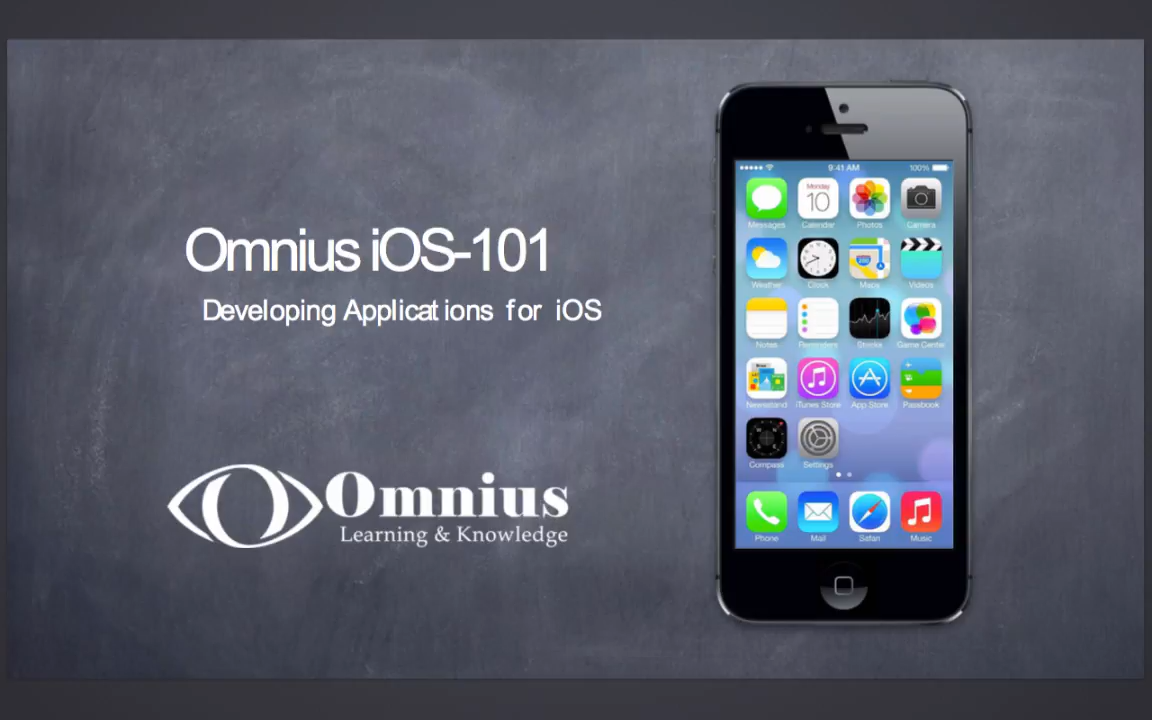 Omnius iOS-101
Developing Applications for iOS
Omnius
Learning & Knowledge
9:41 AM 100%
Monday
10
Messages Calendar Photos Camera
280
Weather Clock Maps Videos
Notes Reminders Stocks Game Center
Newsstand iTunes Store App Store Passbook
Compass Settings
Phone Mail Safari Music